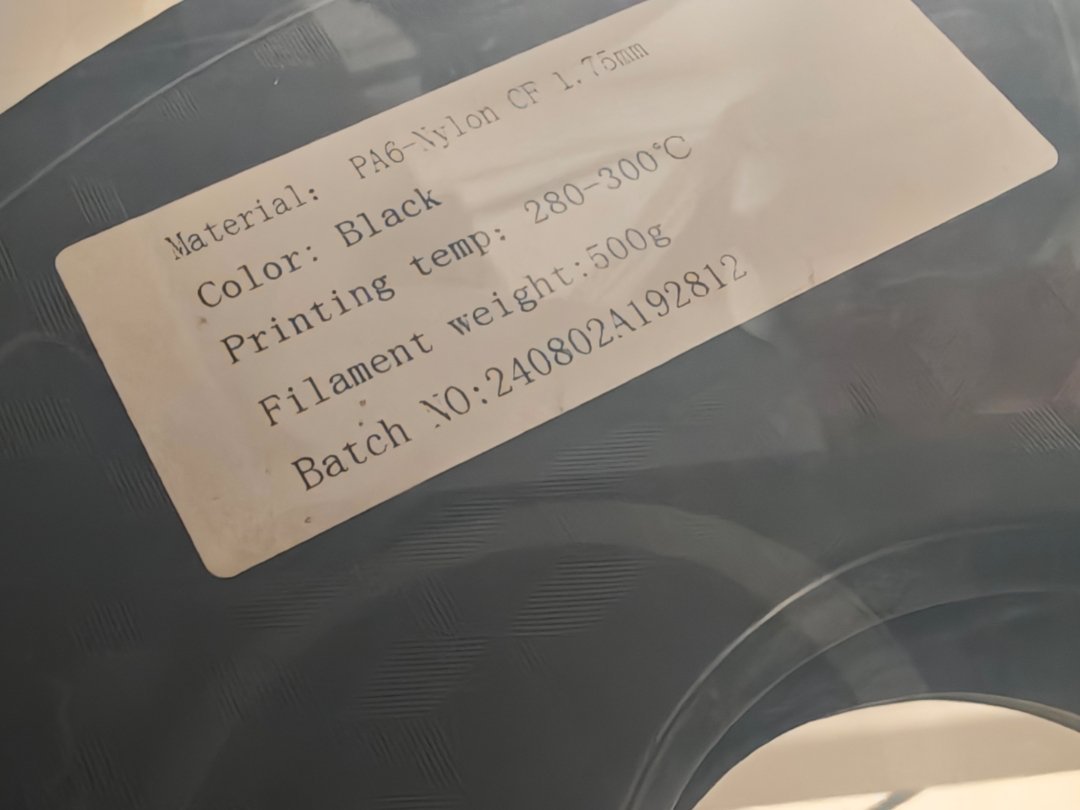 Material: PA6-Nylon CF 1.75mm
Color: Black
Printing temp: 280-300℃
Filament weight:500g
Batch NO:240802A192812